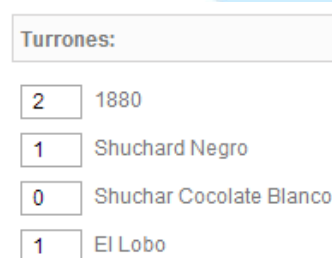 Turrones:
2 1880
1 Shuchard Negro
0 Shuchar Cocolate Blanco
1 El Lobo